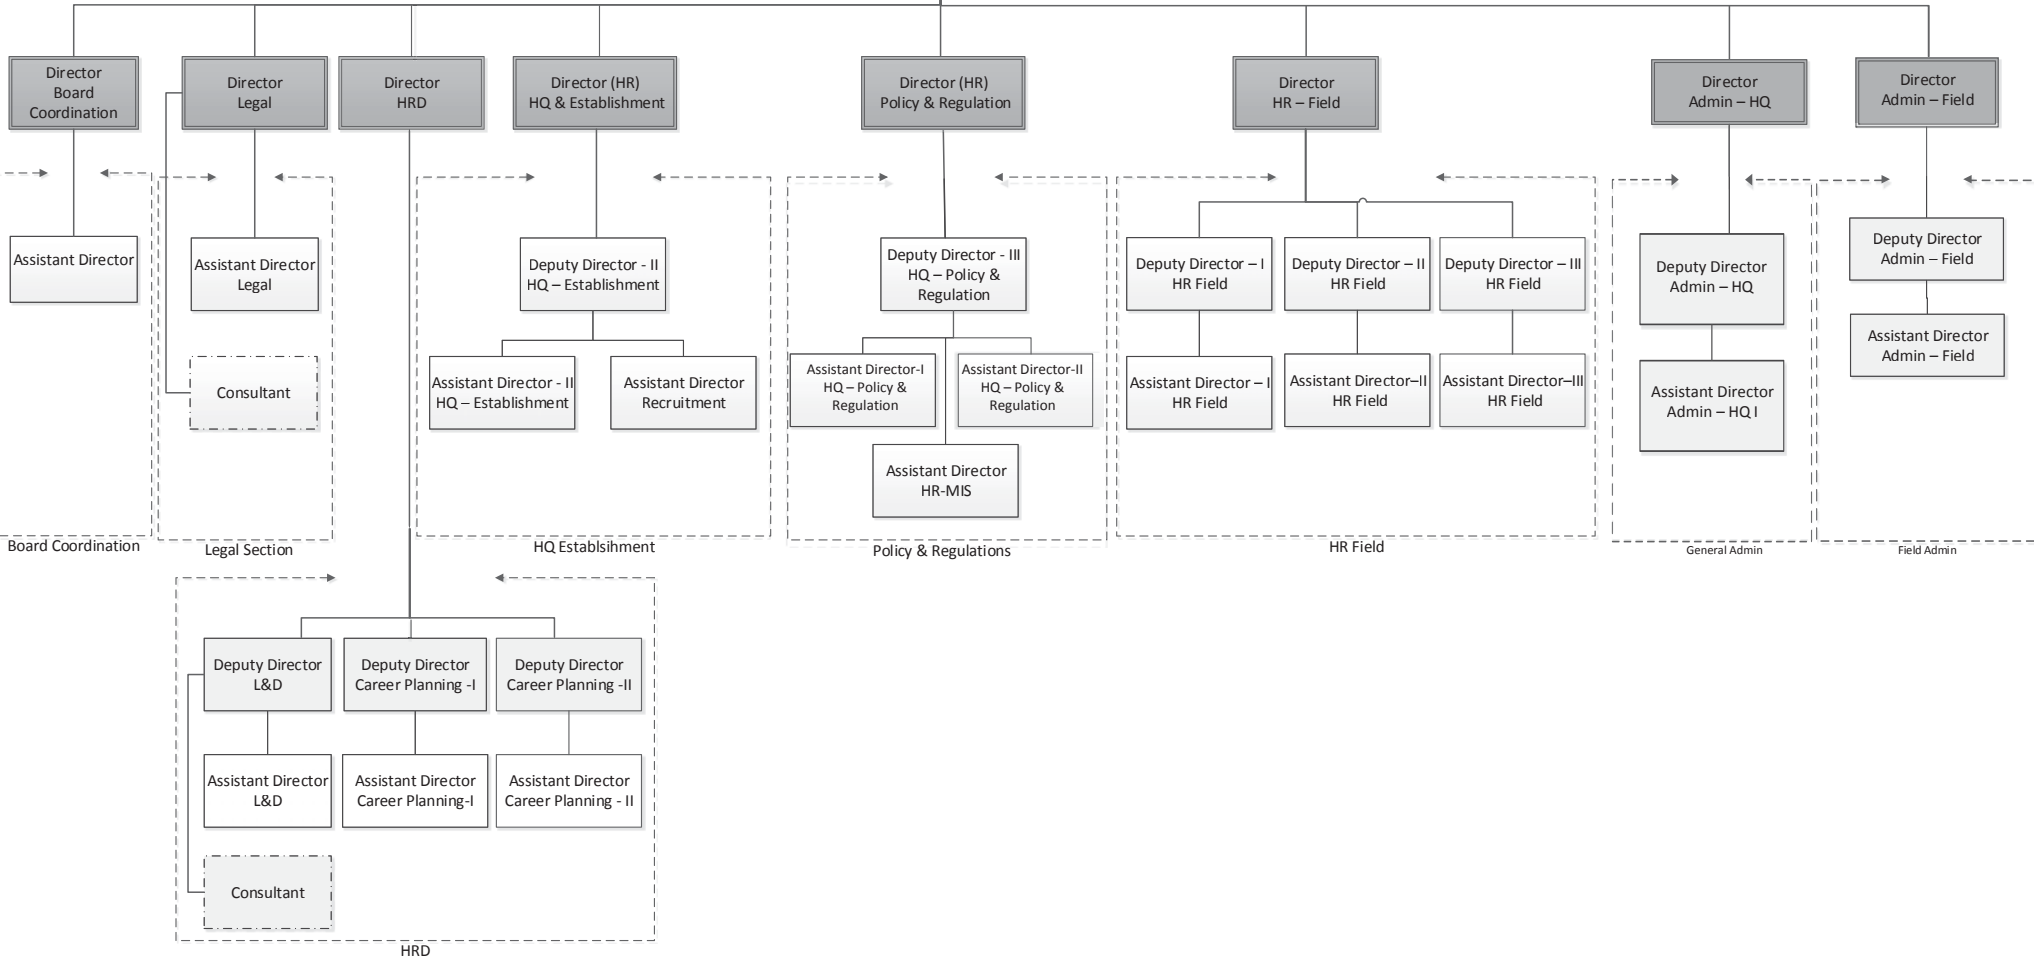 Director
Board
Coordination
Director
Legal
Director
HRD
Director (HR)
HQ & Establishment
Director (HR)
Policy & Regulation
Director
HR – Field
Director
Admin – HQ
Director
Admin – Field
Assistant Director
Assistant Director
Legal
Consultant
Deputy Director - II
HQ – Establishment
Assistant Director - II
HQ – Establishment
Assistant Director
Recruitment
Deputy Director - III
HQ – Policy &
Regulation
Assistant Director-I
HQ – Policy &
Regulation
Assistant Director-II
HQ – Policy &
Regulation
Assistant Director
HR-MIS
Deputy Director – I
HR Field
Deputy Director – II
HR Field
Deputy Director – III
HR Field
Assistant Director – I
HR Field
Assistant Director–II
HR Field
Assistant Director–III
HR Field
Deputy Director
Admin – HQ
Assistant Director
Admin – HQ I
Deputy Director
Admin – Field
Assistant Director
Admin – Field
Board Coordination
Legal Section
HQ Establsihment
Policy & Regulations
HR Field
General Admin
Field Admin
Deputy Director
L&D
Deputy Director
Career Planning -I
Deputy Director
Career Planning -II
Assistant Director
L&D
Assistant Director
Career Planning-I
Assistant Director
Career Planning - II
Consultant
HRD